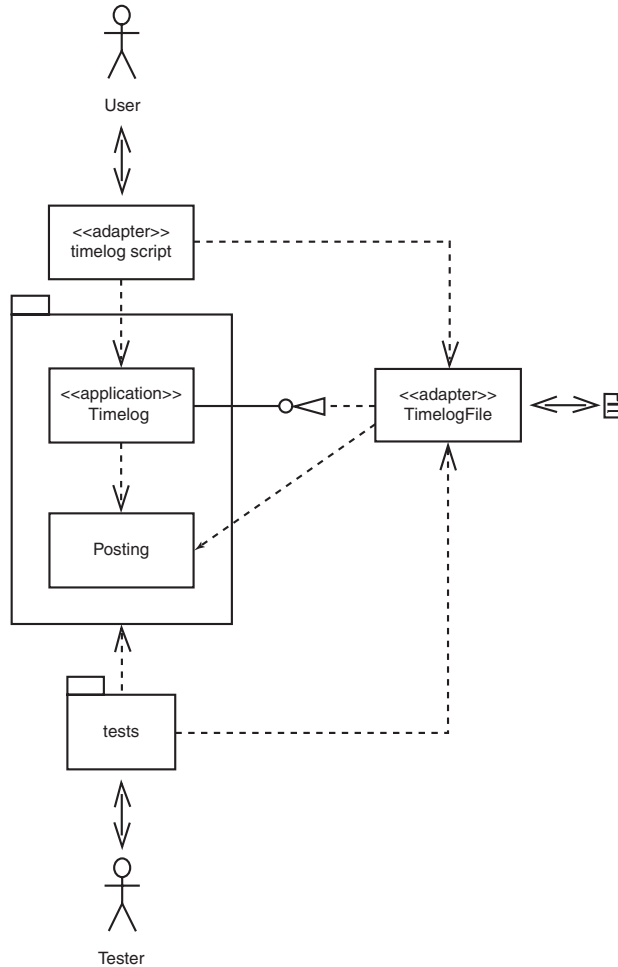 User
<<adapter>>
timelog script
<<application>>
Timelog
<<adapter>>
TimelogFile
Posting
tests
Tester